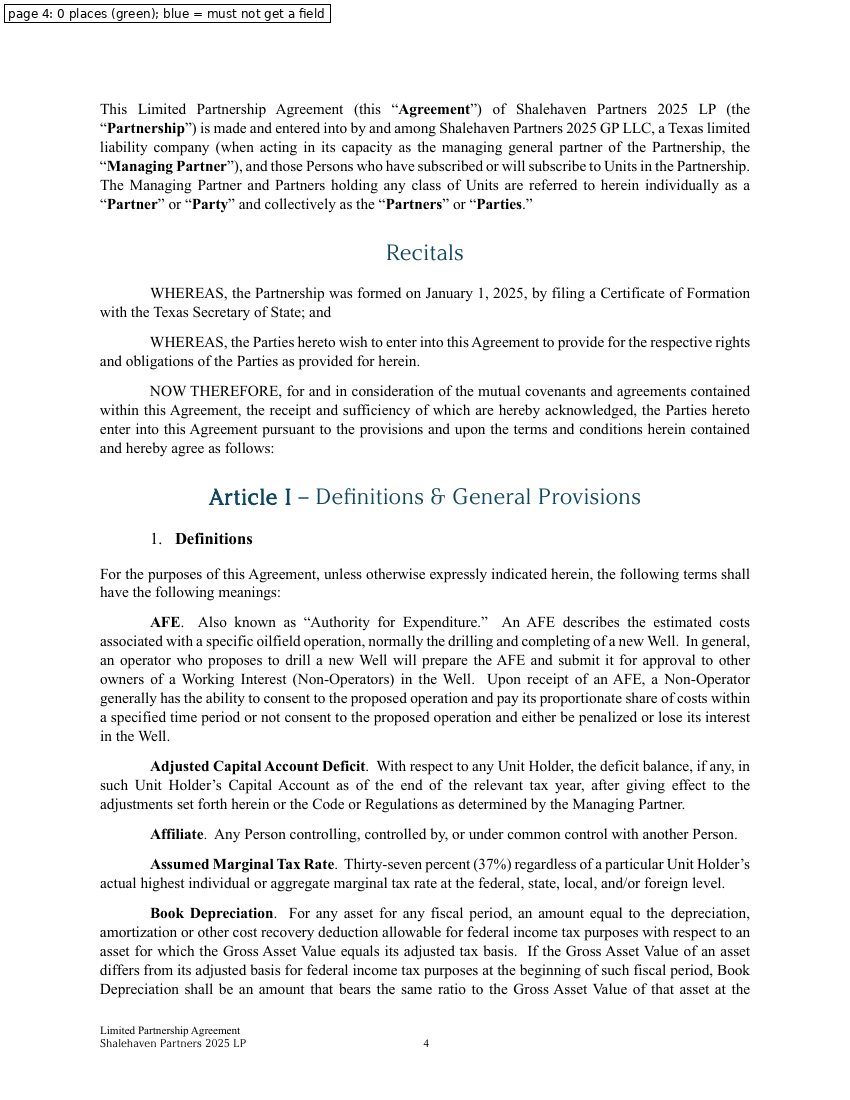 page 4: 0 places (green); blue = must not get a field
This Limited Partnership Agreement (this “Agreement”) of Shalehaven Partners 2025 LP (the
“Partnership”) is made and entered into by and among Shalehaven Partners 2025 GP LLC, a Texas limited
liability company (when acting in its capacity as the managing general partner of the Partnership, the
“Managing Partner”), and those Persons who have subscribed or will subscribe to Units in the Partnership.
The Managing Partner and Partners holding any class of Units are referred to herein individually as a
“Partner” or “Party” and collectively as the “Partners” or “Parties.”
Recitals
WHEREAS, the Partnership was formed on January 1, 2025, by filing a Certificate of Formation
with the Texas Secretary of State; and
WHEREAS, the Parties hereto wish to enter into this Agreement to provide for the respective rights
and obligations of the Parties as provided for herein.
NOW THEREFORE, for and in consideration of the mutual covenants and agreements contained
within this Agreement, the receipt and sufficiency of which are hereby acknowledged, the Parties hereto
enter into this Agreement pursuant to the provisions and upon the terms and conditions herein contained
and hereby agree as follows:
Article I – Definitions & General Provisions
1. Definitions
For the purposes of this Agreement, unless otherwise expressly indicated herein, the following terms shall
have the following meanings:
AFE. Also known as “Authority for Expenditure.” An AFE describes the estimated costs
associated with a specific oilfield operation, normally the drilling and completing of a new Well. In general,
an operator who proposes to drill a new Well will prepare the AFE and submit it for approval to other
owners of a Working Interest (Non-Operators) in the Well. Upon receipt of an AFE, a Non-Operator
generally has the ability to consent to the proposed operation and pay its proportionate share of costs within
a specified time period or not consent to the proposed operation and either be penalized or lose its interest
in the Well.
Adjusted Capital Account Deficit. With respect to any Unit Holder, the deficit balance, if any, in
such Unit Holder’s Capital Account as of the end of the relevant tax year, after giving effect to the
adjustments set forth herein or the Code or Regulations as determined by the Managing Partner.
Affiliate. Any Person controlling, controlled by, or under common control with another Person.
Assumed Marginal Tax Rate. Thirty-seven percent (37%) regardless of a particular Unit Holder’s
actual highest individual or aggregate marginal tax rate at the federal, state, local, and/or foreign level.
Book Depreciation. For any asset for any fiscal period, an amount equal to the depreciation,
amortization or other cost recovery deduction allowable for federal income tax purposes with respect to an
asset for which the Gross Asset Value equals its adjusted tax basis. If the Gross Asset Value of an asset
differs from its adjusted basis for federal income tax purposes at the beginning of such fiscal period, Book
Depreciation shall be an amount that bears the same ratio to the Gross Asset Value of that asset at the
Limited Partnership Agreement
Shalehaven Partners 2025 LP 4